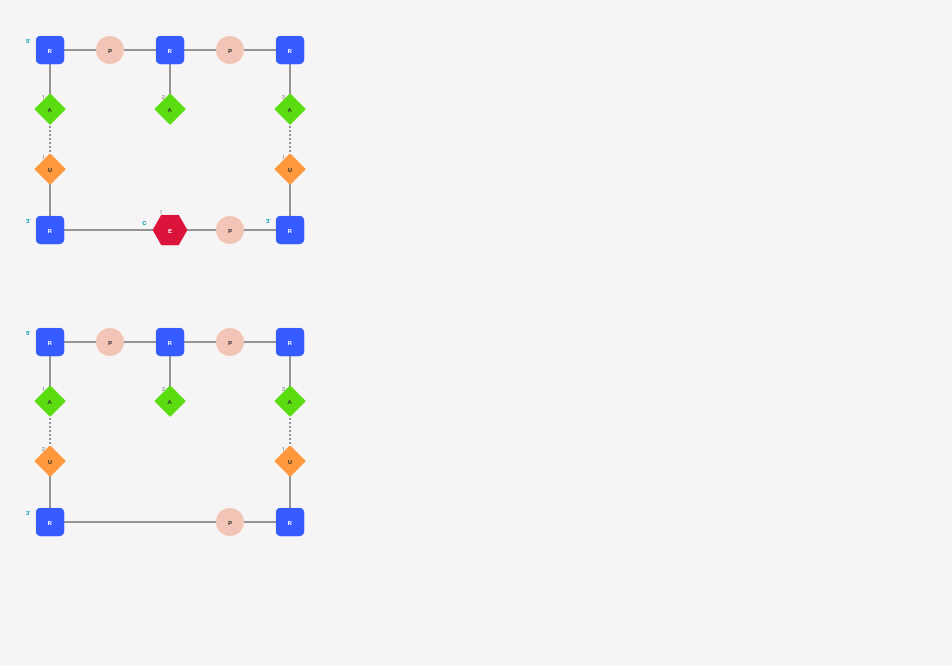 5' R P R P R
1 2 3
A A A
1 1
U U
1
3' R C E P 3' R
5' R P R P R
1 2 3
A A A
2 1
U U
3' R P R